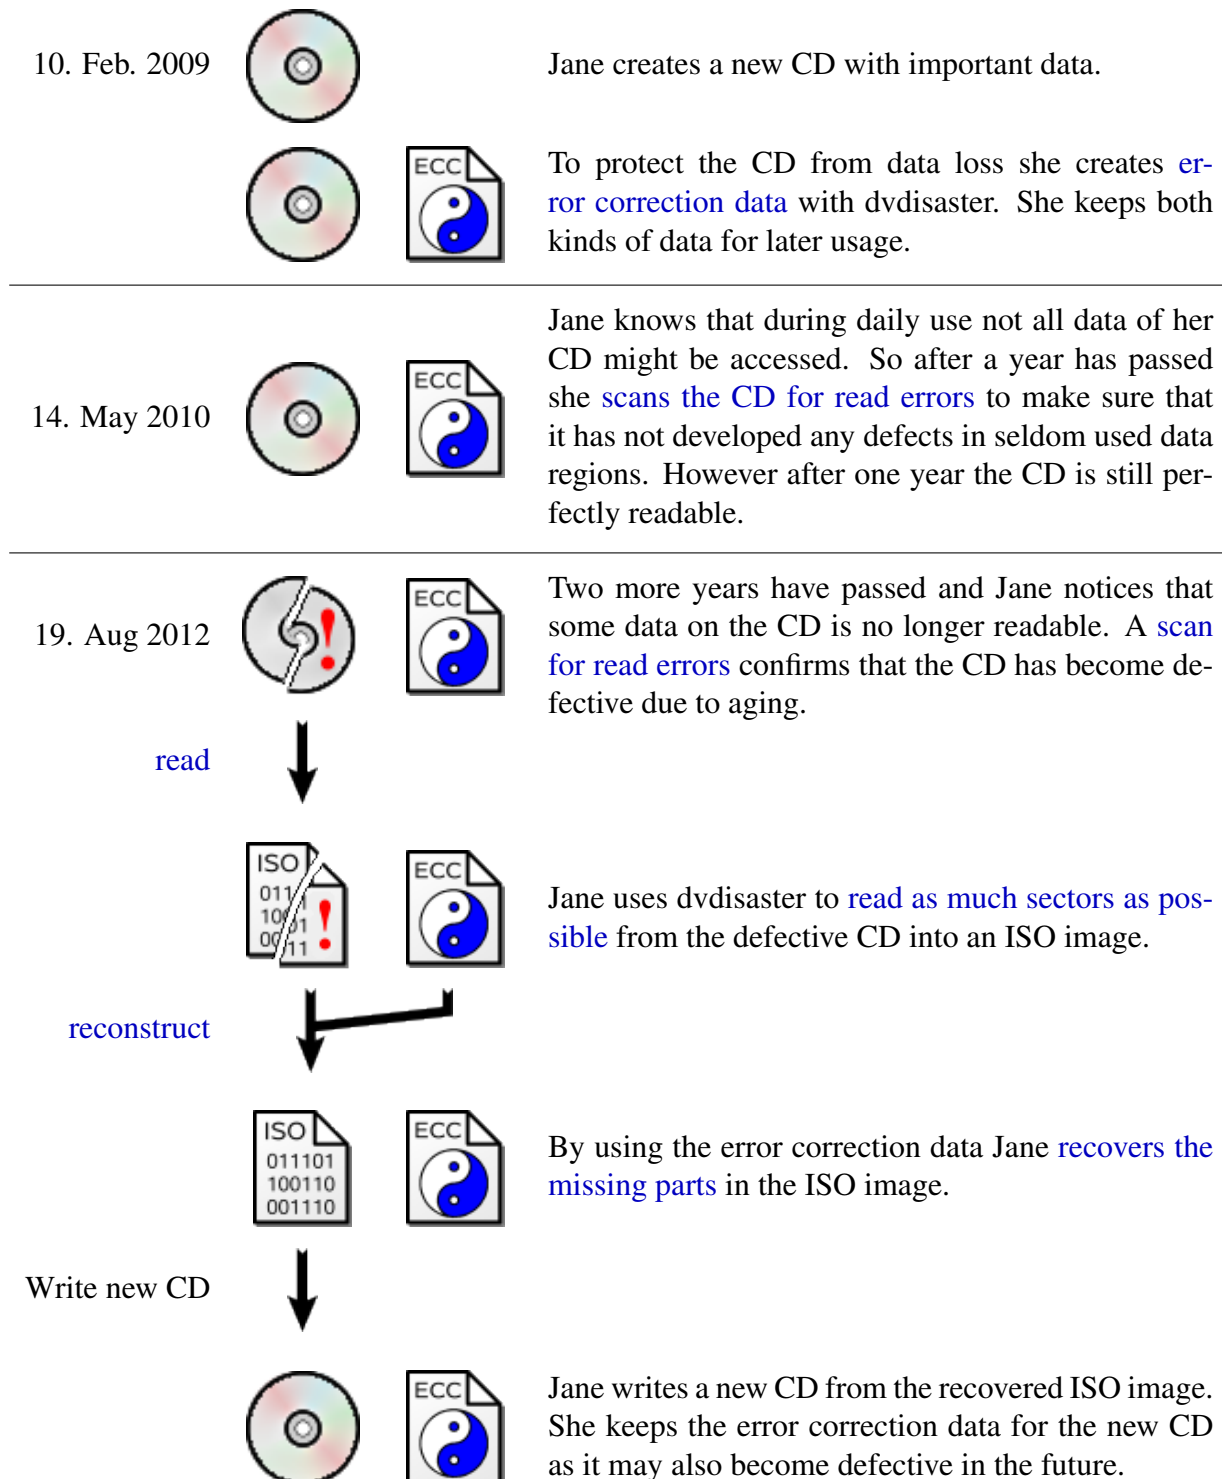 10. Feb. 2009
Jane creates a new CD with important data.
ECC
To protect the CD from data loss she creates er-
ror correction data with dvdisaster. She keeps both
kinds of data for later usage.
14. May 2010
ECC
Jane knows that during daily use not all data of her
CD might be accessed. So after a year has passed
she scans the CD for read errors to make sure that
it has not developed any defects in seldom used data
regions. However after one year the CD is still per-
fectly readable.
19. Aug 2012
!
ECC
Two more years have passed and Jane notices that
some data on the CD is no longer readable. A scan
for read errors confirms that the CD has become de-
fective due to aging.
read
ISO
!
ECC
Jane uses dvdisaster to read as much sectors as pos-
sible from the defective CD into an ISO image.
reconstruct
ISO
011101
100110
001110
ECC
By using the error correction data Jane recovers the
missing parts in the ISO image.
Write new CD
ECC
Jane writes a new CD from the recovered ISO image.
She keeps the error correction data for the new CD
as it may also become defective in the future.